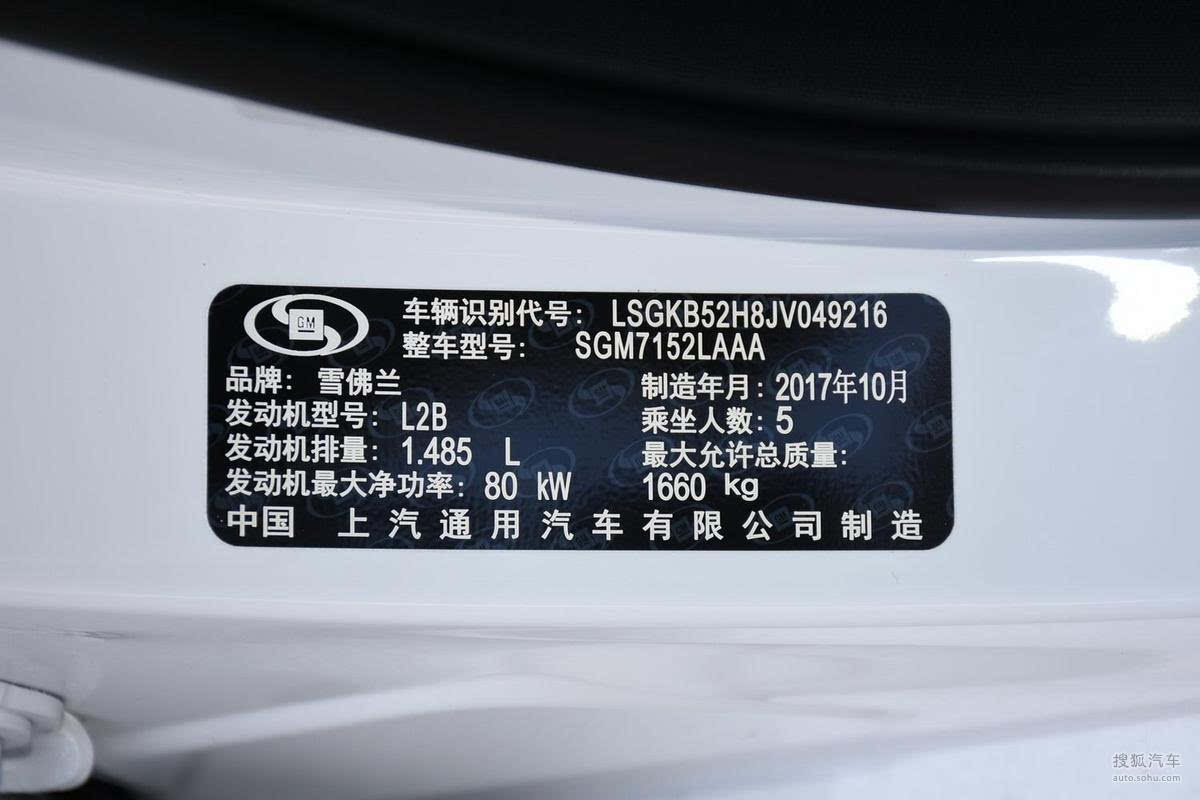 GM
车辆识别代号: LSGKB52H8JV049216
整车型号: SGM7152LAAA
品牌: 雪佛兰 制造年月: 2017年10月
发动机型号: L2B 乘坐人数: 5
发动机排量: 1.485 L 最大允许总质量:
发动机最大净功率: 80 kW 1660 kg
中国 上汽通用汽车有限公司制造
搜狐汽车
auto.sohu.com